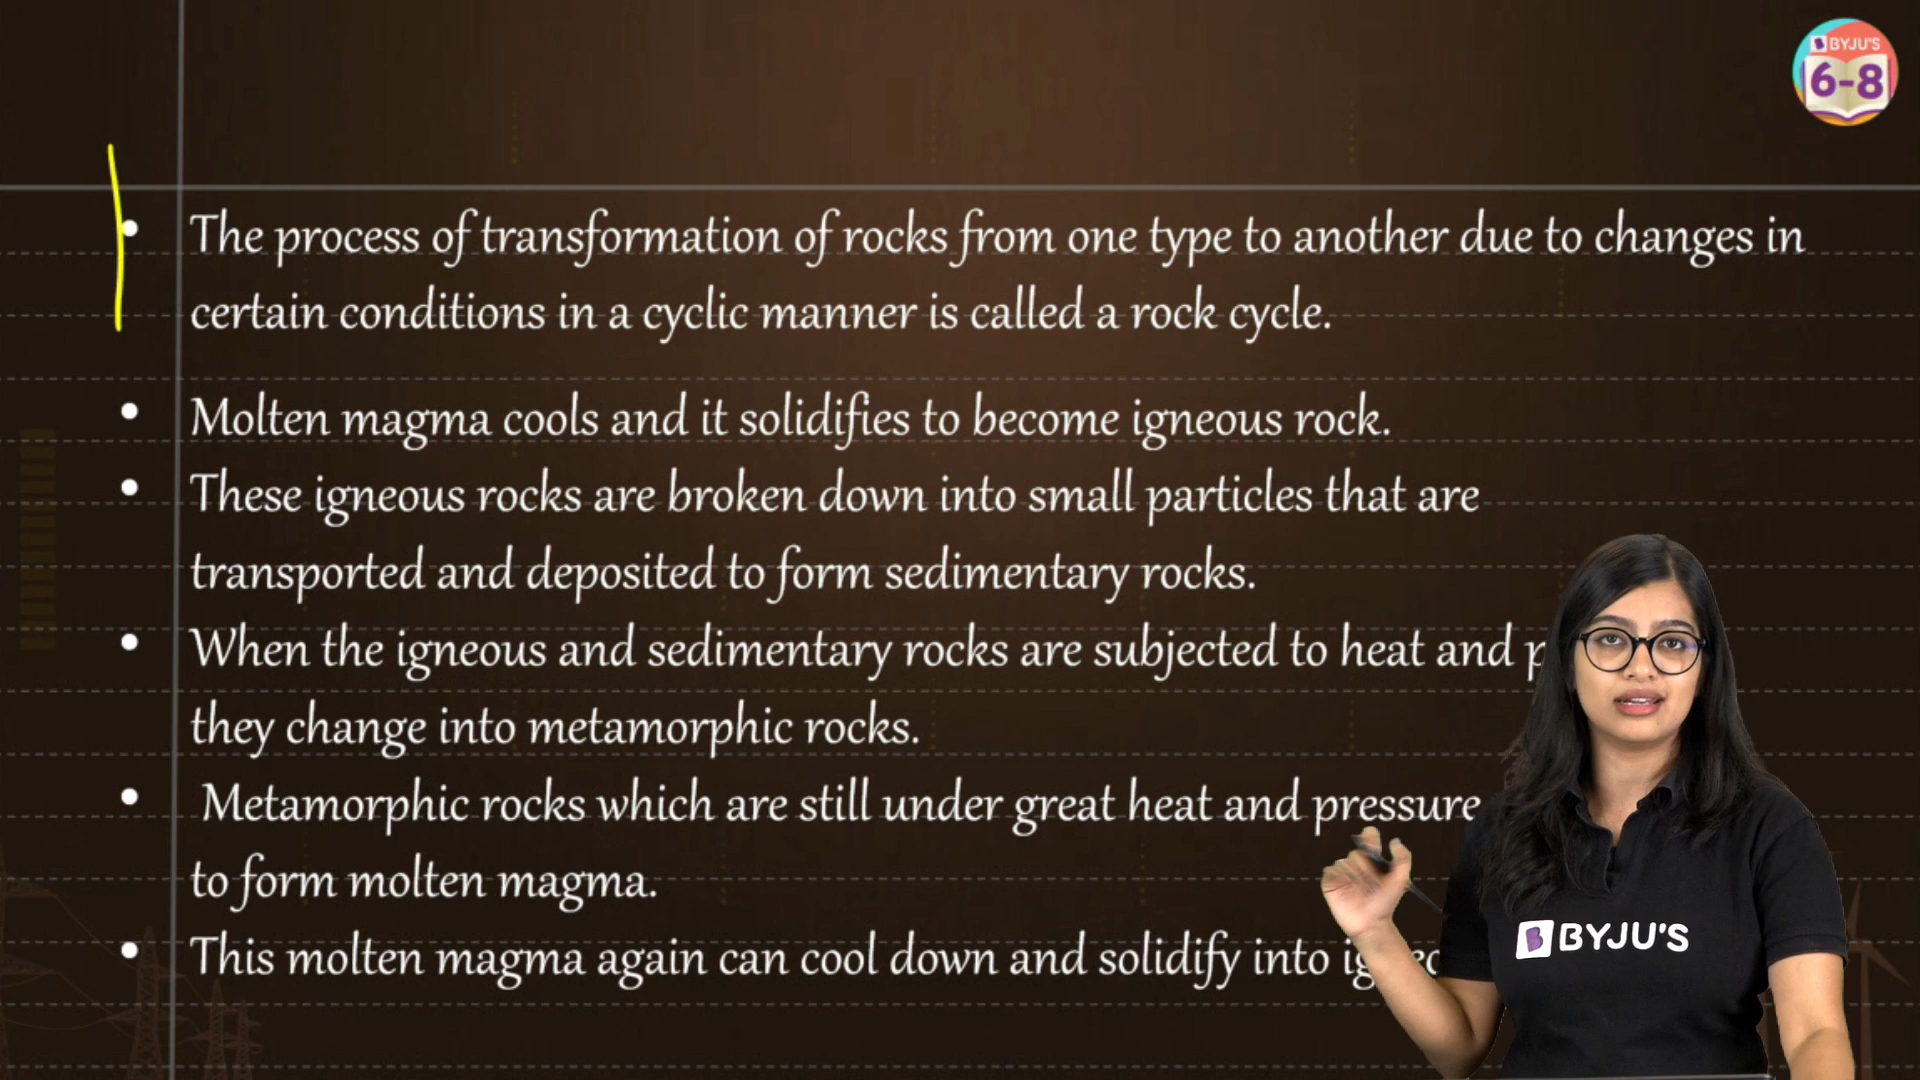 BYJU'S
6-8
The process of transformation of rocks from one type to another due to changes in
certain conditions in a cyclic manner is called a rock cycle.
Molten magma cools and it solidifies to become igneous rock.
These igneous rocks are broken down into small particles that are
transported and deposited to form sedimentary rocks.
When the igneous and sedimentary rocks are subjected to heat and
they change into metamorphic rocks.
Metamorphic rocks which are still under great heat and pressure
to form molten magma.
This molten magma again can cool down and solidify into
BYJU'S